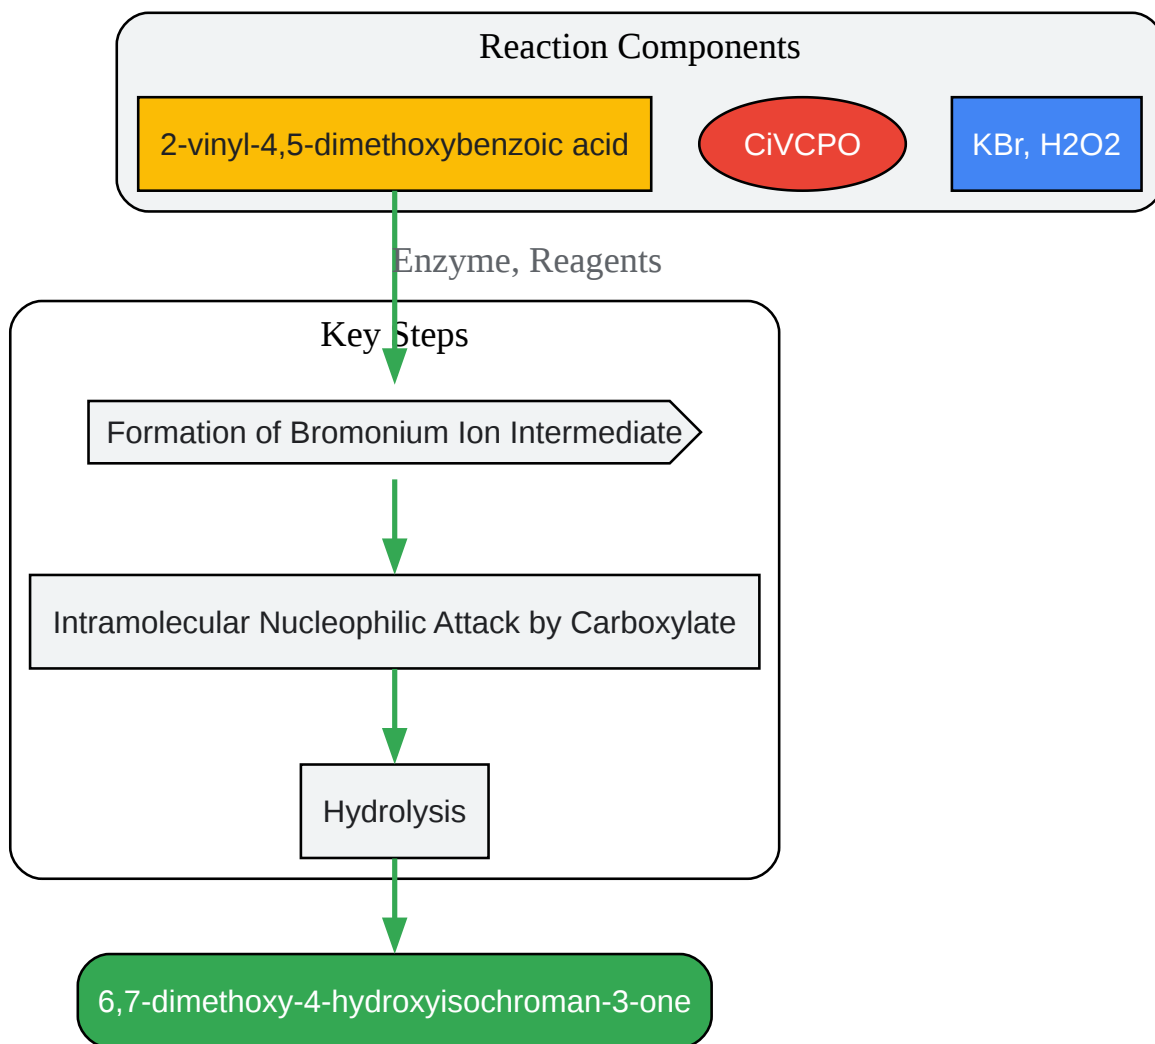 Reaction Components
2-vinyl-4,5-dimethoxybenzoic acid
CiVCPO
KBr, H2O2
Enzyme, Reagents
Key Steps
Formation of Bromonium Ion Intermediate
Intramolecular Nucleophilic Attack by Carboxylate
Hydrolysis
6,7-dimethoxy-4-hydroxyisochroman-3-one